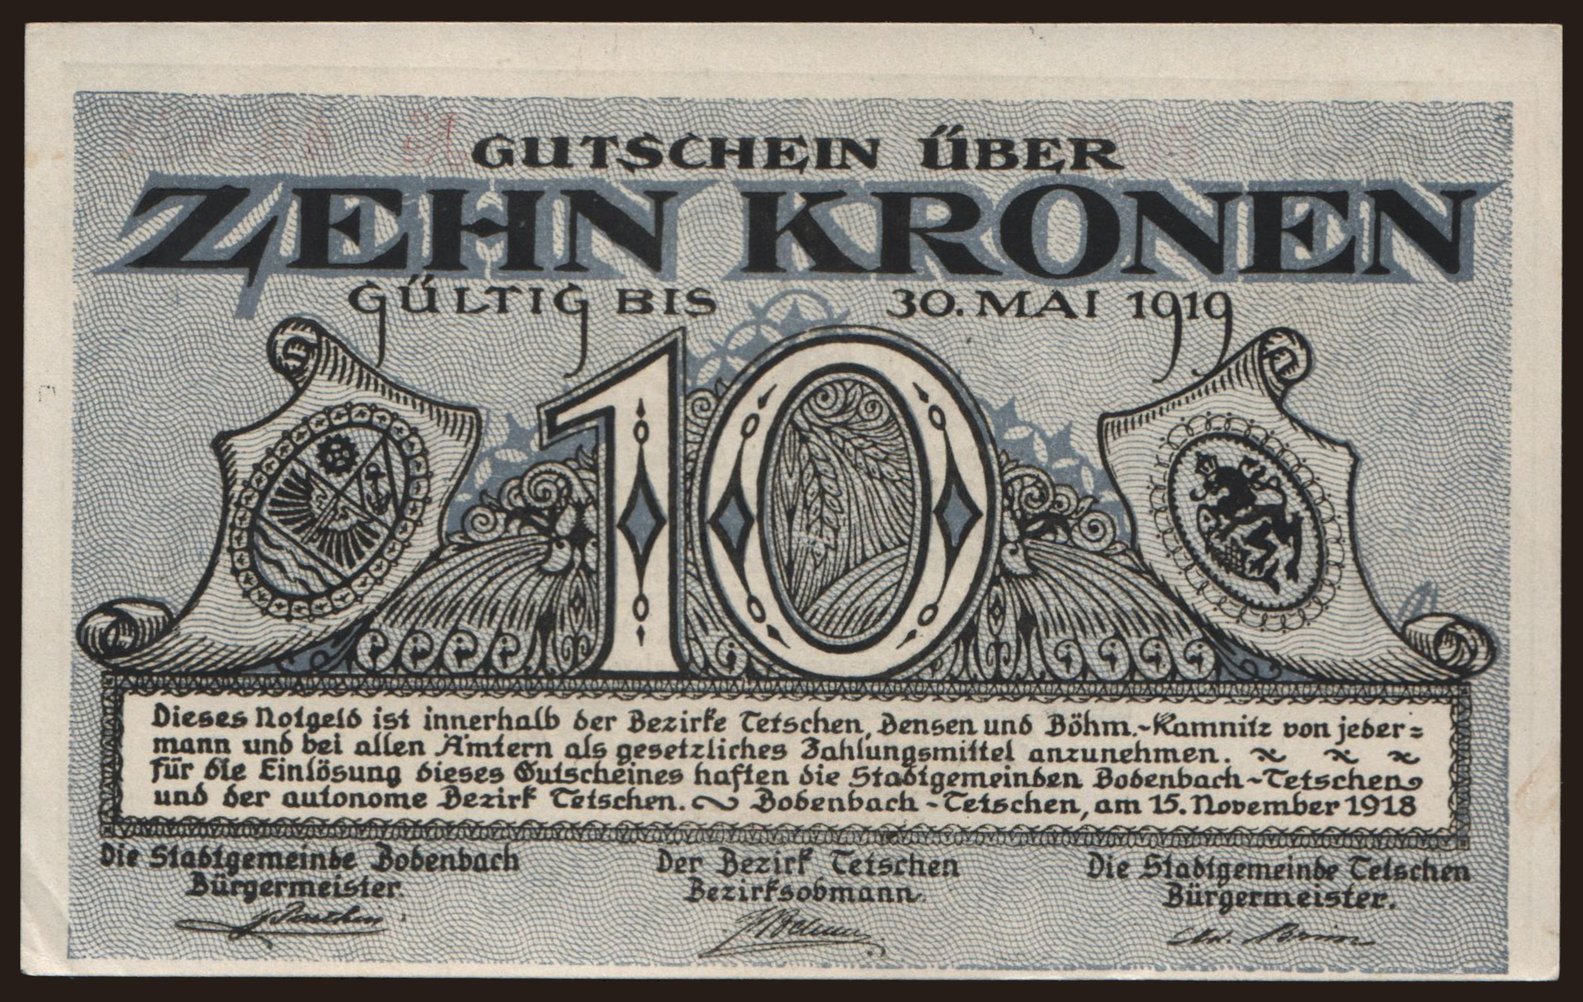 GUTSCHEIN ÜBER
ZEHN KRONEN
GÜLTIG BIS 30. MAI 1919
10
Dieses Notgeld ist innerhalb der Bezirke Tetschen, Bensen und Böhm.-Kamnitz von jeder-
mann und bei allen Ämtern als gesetzliches Zahlungsmittel anzunehmen.
Für die Einlösung dieses Gutscheines haften die Stadtgemeinden Bodenbach-Tetschen
und der autonome Bezirk Tetschen. Bodenbach-Tetschen, am 15. November 1918
Die Stadtgemeinde Bodenbach
Bürgermeister.
Der Bezirk Tetschen
Bezirksobmann.
Die Stadtgemeinde Tetschen
Bürgermeister.